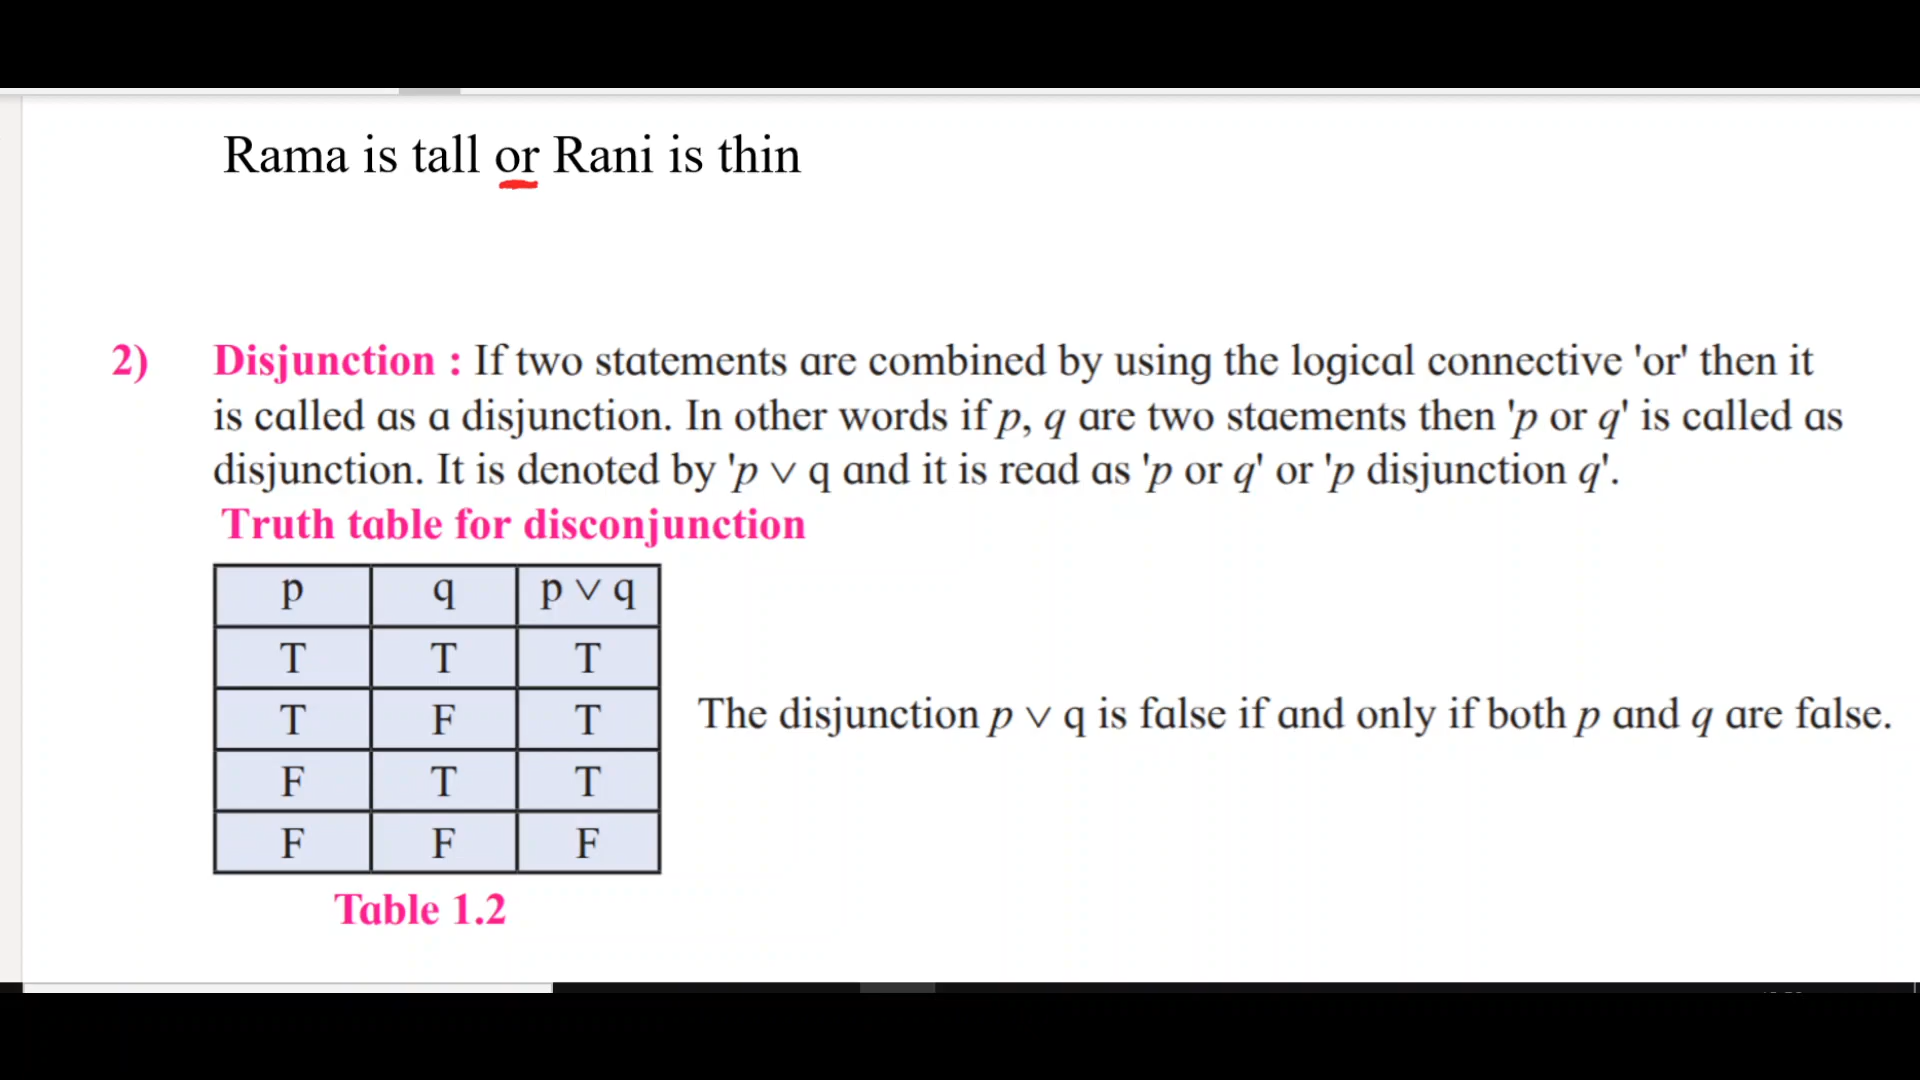 Rama is tall or Rani is thin
2) Disjunction : If two statements are combined by using the logical connective 'or' then it
is called as a disjunction. In other words if p, q are two staements then 'p or q' is called as
disjunction. It is denoted by 'p ∨ q and it is read as 'p or q' or 'p disjunction q'.
Truth table for disconjunction
p q p ∨ q
T T T
T F T
The disjunction p ∨ q is false if and only if both p and q are false.
F T T
F F F
Table 1.2